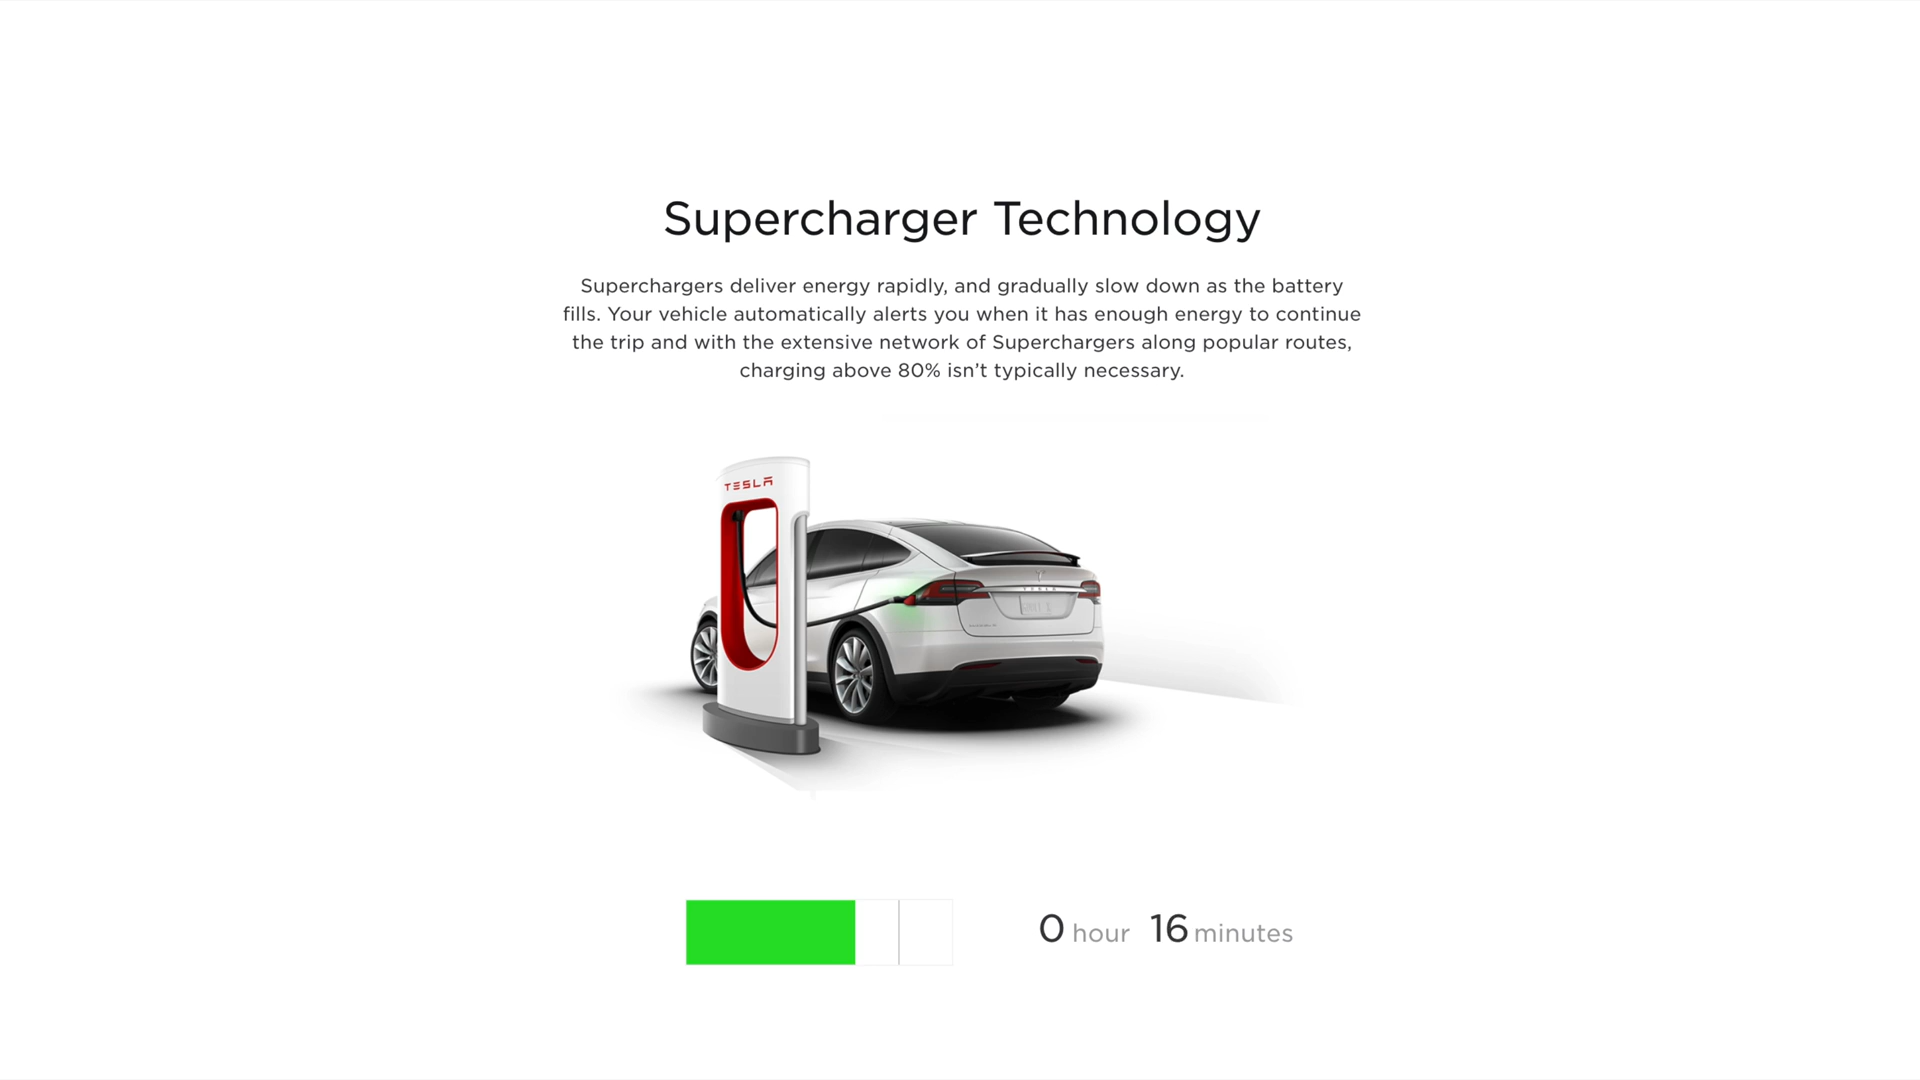 Supercharger Technology
Superchargers deliver energy rapidly, and gradually slow down as the battery
fills. Your vehicle automatically alerts you when it has enough energy to continue
the trip and with the extensive network of Superchargers along popular routes,
charging above 80% isn’t typically necessary.
TESLA
TESLA
0 hour 16 minutes